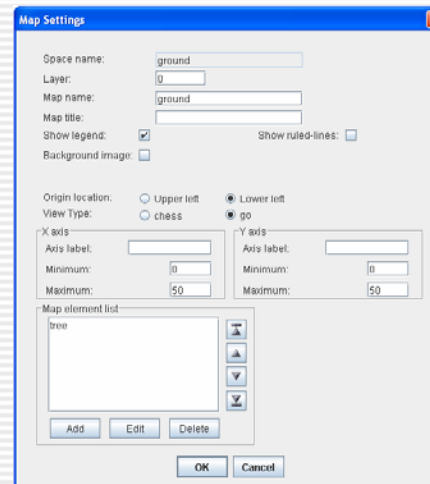 Map Settings
Space name: ground
Layer: 0
Map name: ground
Map title:
Show legend: Show ruled-lines:
Background image:
Origin location: Upper left Lower left
View Type: chess go
X axis Y axis
Axis label: Axis label:
Minimum: 0 Minimum: 0
Maximum: 50 Maximum: 50
Map element list
tree
Add Edit Delete
OK Cancel